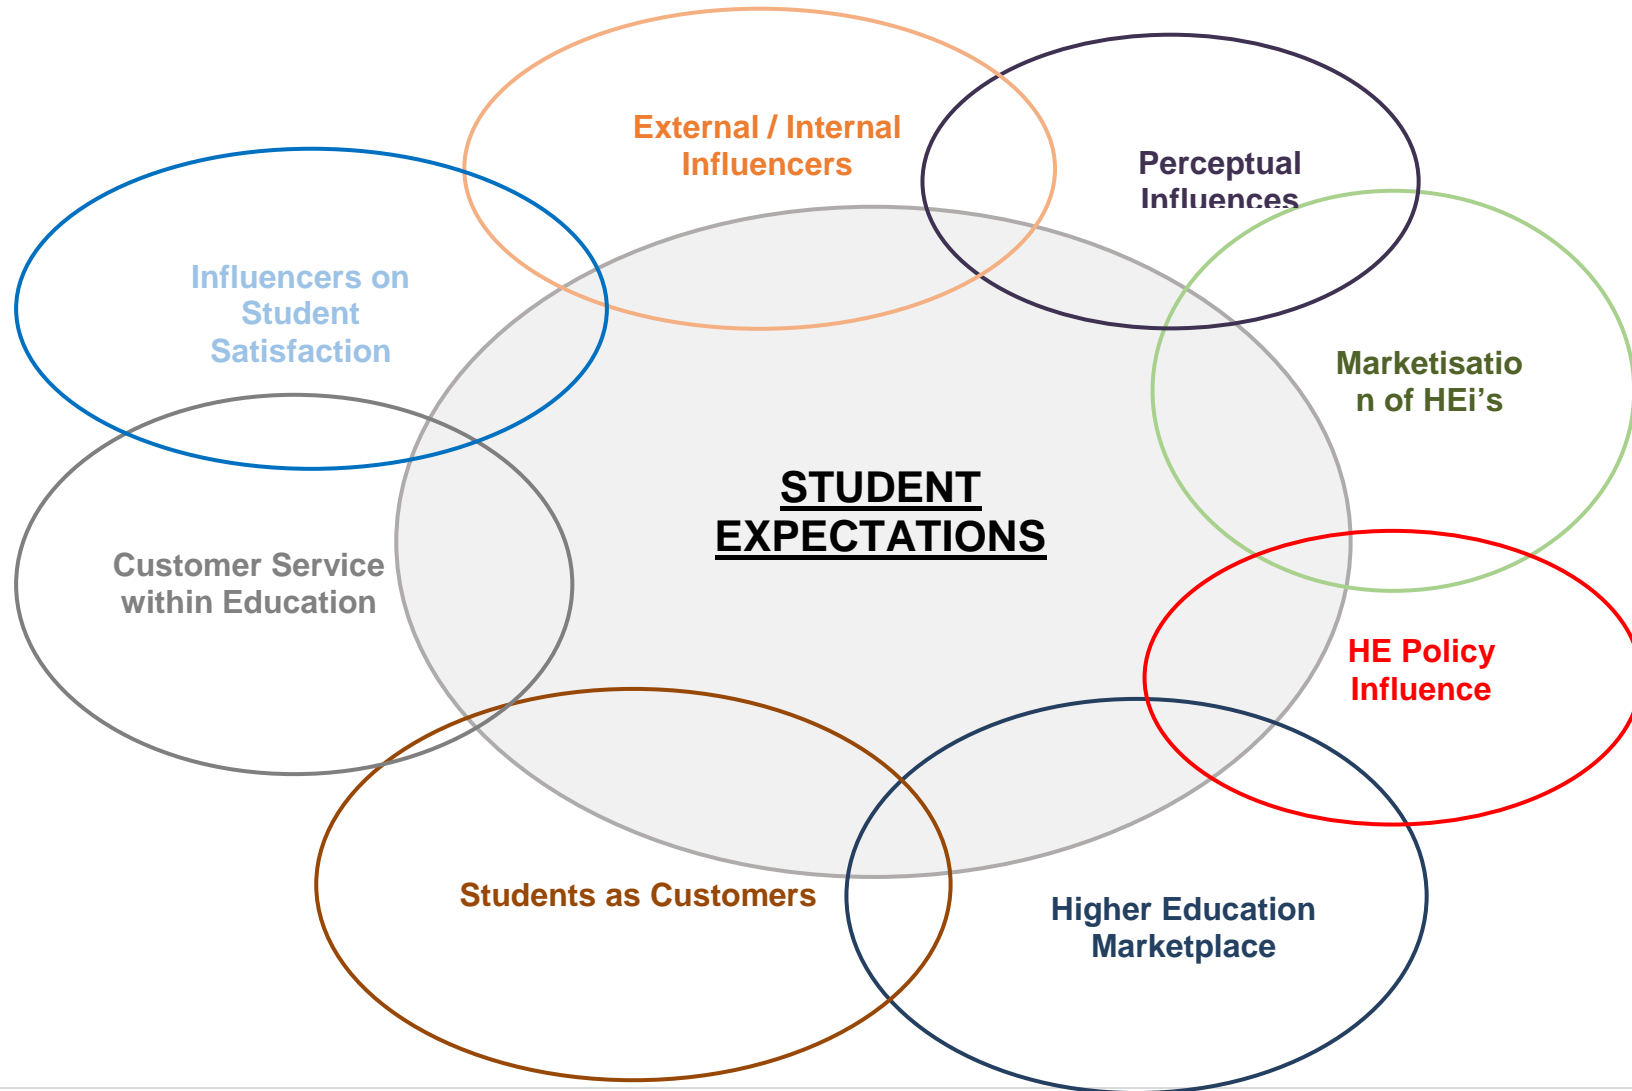 External / Internal
Influencers
Perceptual
Influences
Influencers on
Student
Satisfaction
Marketisatio
n of HEi’s
STUDENT
EXPECTATIONS
Customer Service
within Education
HE Policy
Influence
Students as Customers
Higher Education
Marketplace